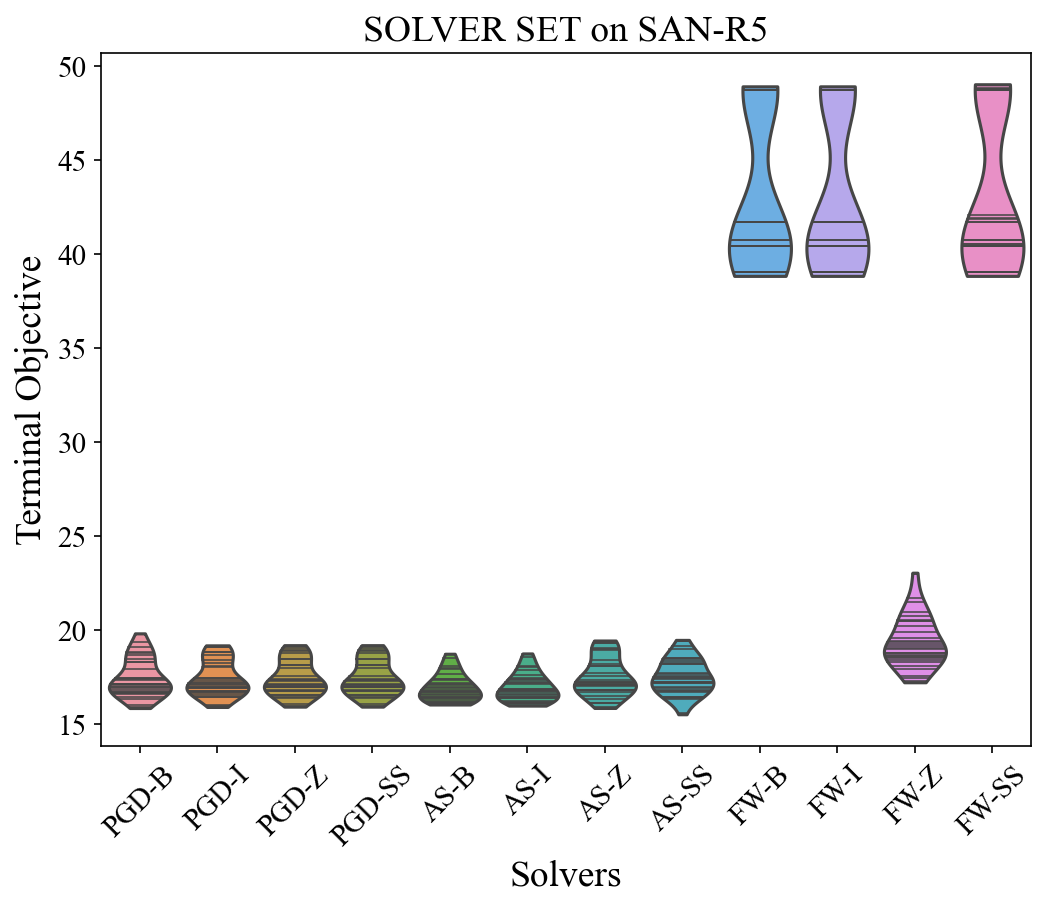 SOLVER SET on SAN-R5
Terminal Objective
50
45
40
35
30
25
20
15
PGD-B
PGD-I
PGD-Z
PGD-SS
AS-B
AS-I
AS-Z
AS-SS
FW-B
FW-I
FW-Z
FW-SS
Solvers